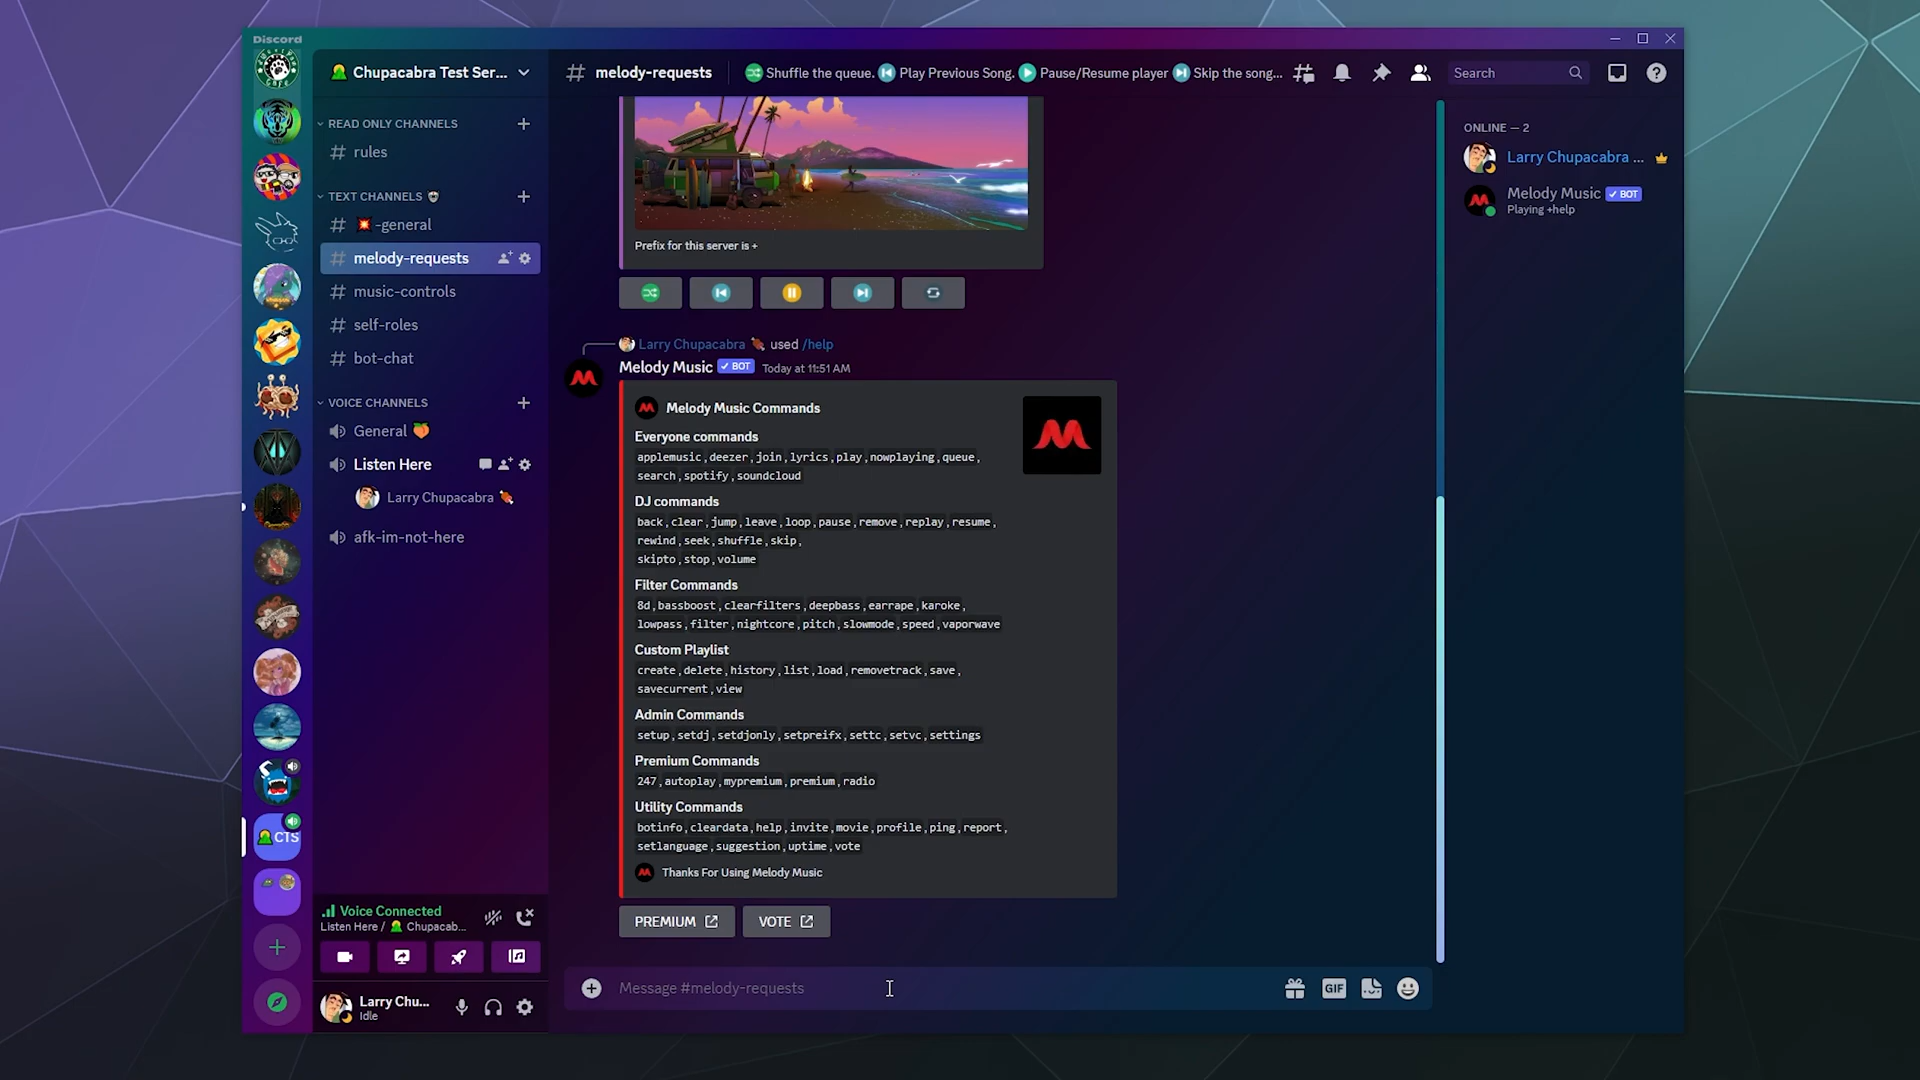 Discord
Chupacabra Test Ser...
melody-requests
Shuffle the queue. Play Previous Song. Pause/Resume player Skip the song...
Search
READ ONLY CHANNELS
rules
TEXT CHANNELS
-general
melody-requests
music-controls
self-roles
bot-chat
VOICE CHANNELS
General
Listen Here
Larry Chupacabra
afk-im-not-here
CTS
Voice Connected
Listen Here / Chupacab...
Larry Chu...
Idle
Prefix for this server is +
Larry Chupacabra used /help
Melody Music BOT Today at 11:51 AM
Melody Music Commands
Everyone commands
applemusic,deezer,join,lyrics,play,nowplaying,queue,
search,spotify,soundcloud
DJ commands
back,clear,jump,leave,loop,pause,remove,replay,resume,
rewind,seek,shuffle,skip,
skipto,stop,volume
Filter Commands
8d,bassboost,clearfilters,deepbass,earrape,karoke,
lowpass,filter,nightcore,pitch,slowmode,speed,vaporwave
Custom Playlist
create,delete,history,list,load,removetrack,save,
savecurrent,view
Admin Commands
setup,setdj,setdjonly,setpreifx,settc,setvc,settings
Premium Commands
247,autoplay,mypremium,premium,radio
Utility Commands
botinfo,cleardata,help,invite,movie,profile,ping,report,
setlanguage,suggestion,uptime,vote
Thanks For Using Melody Music
PREMIUM
VOTE
Message #melody-requests
GIF
ONLINE — 2
Larry Chupacabra ...
Melody Music BOT
Playing +help